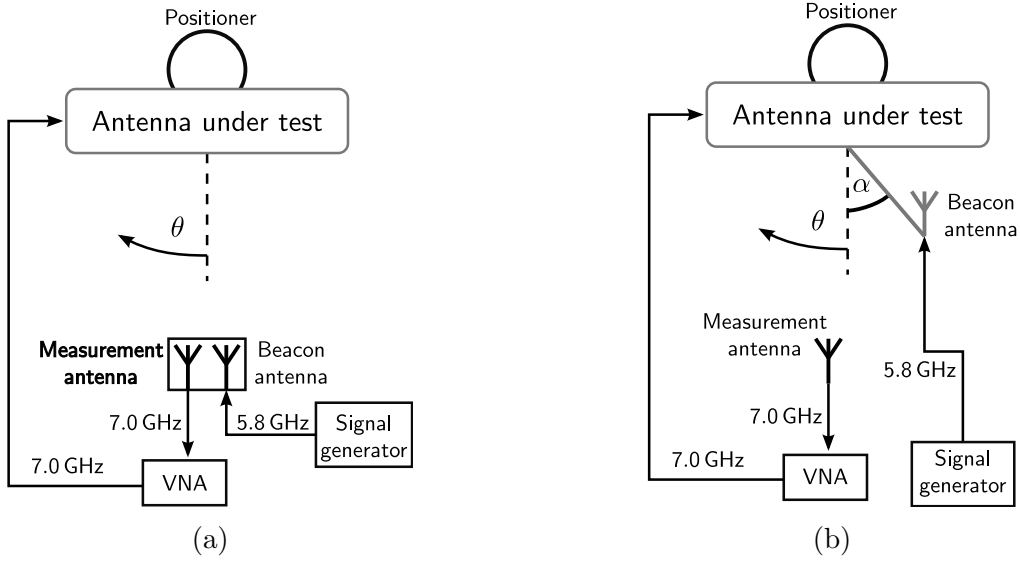 Positioner
Antenna under test
θ
Measurement
antenna
Beacon
antenna
7.0 GHz
5.8 GHz
Signal
generator
7.0 GHz
VNA
(a)
Positioner
Antenna under test
α
Beacon
antenna
θ
Measurement
antenna
5.8 GHz
7.0 GHz
7.0 GHz
VNA
Signal
generator
(b)